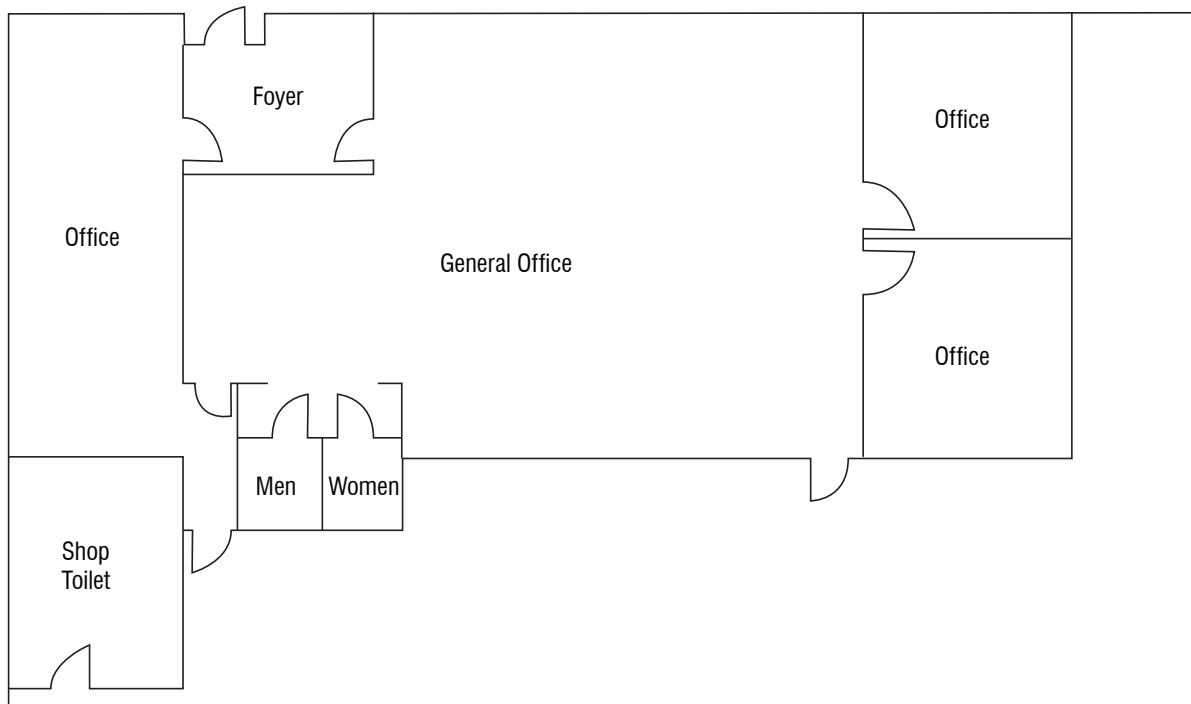 Foyer
Office
Office
General Office
Office
Men
Women
Shop
Toilet